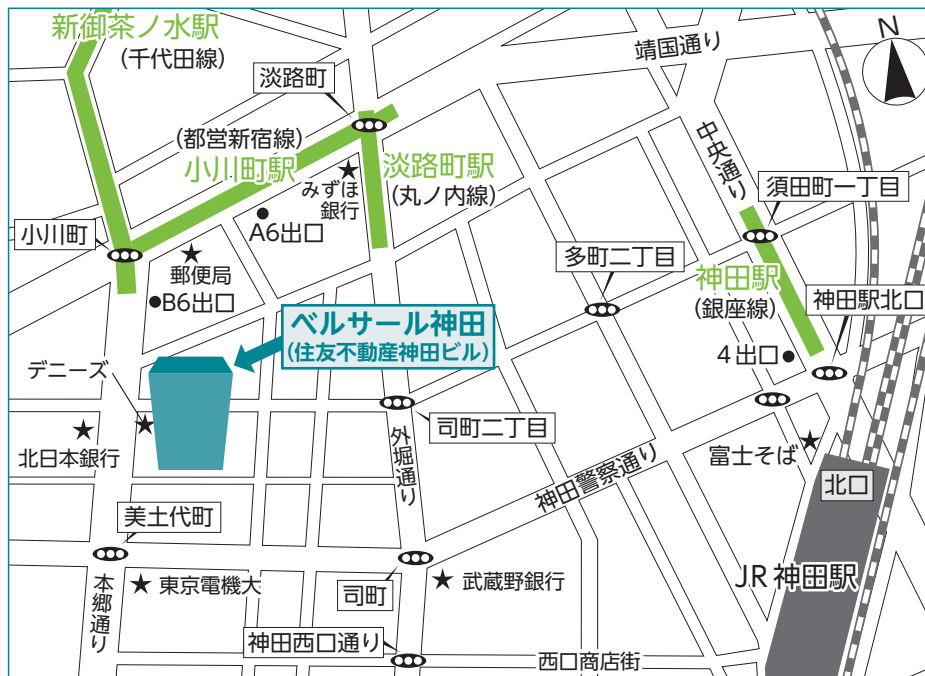 新御茶ノ水駅
(千代田線)
靖国通り
N
淡路町
(都営新宿線)
小川町駅
みずほ
銀行
淡路町駅
(丸ノ内線)
中央通り
須田町一丁目
A6出口
小川町
郵便局
B6出口
多町二丁目
神田駅
(銀座線)
神田駅北口
ベルサール神田
(住友不動産神田ビル)
4出口
デニーズ
司町二丁目
北日本銀行
外堀通り
神田警察通り
富士そば
北口
美土代町
JR神田駅
東京電機大
司町
武蔵野銀行
本郷通り
神田西口通り
西口商店街